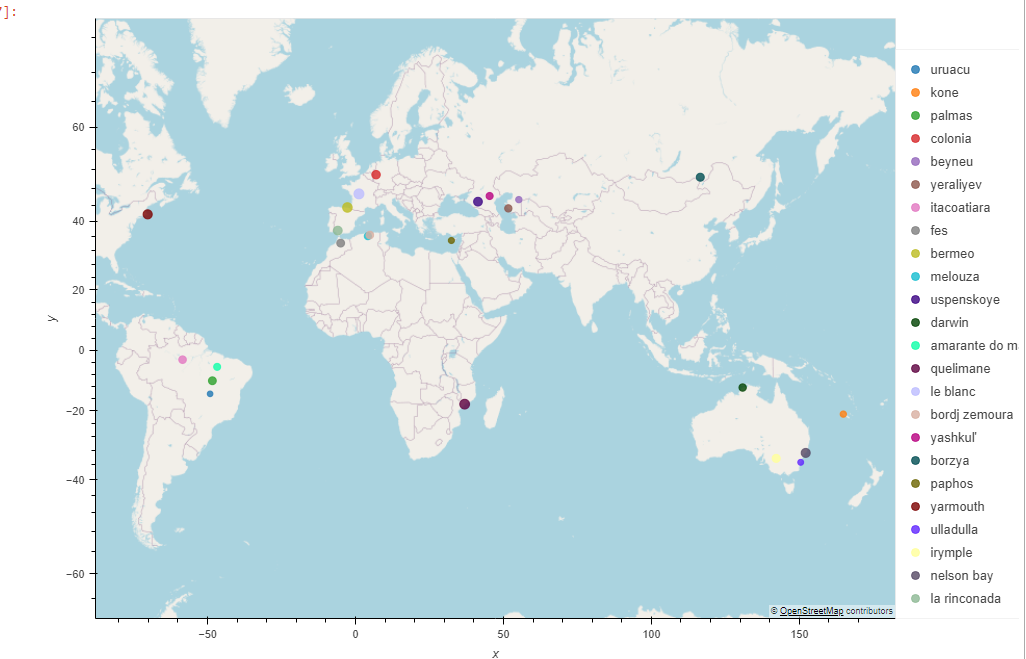 ']:
60
40
20
0
−20
−40
−60
y
−50
0
50
100
150
x
© OpenStreetMap contributors
uruacu
kone
palmas
colonia
beyneu
yeraliyev
itacoatiara
fes
bermeo
melouza
uspenskoye
darwin
amarante do m
quelimane
le blanc
bordj zemoura
yashkul'
borzya
paphos
yarmouth
ulladulla
irymple
nelson bay
la rinconada